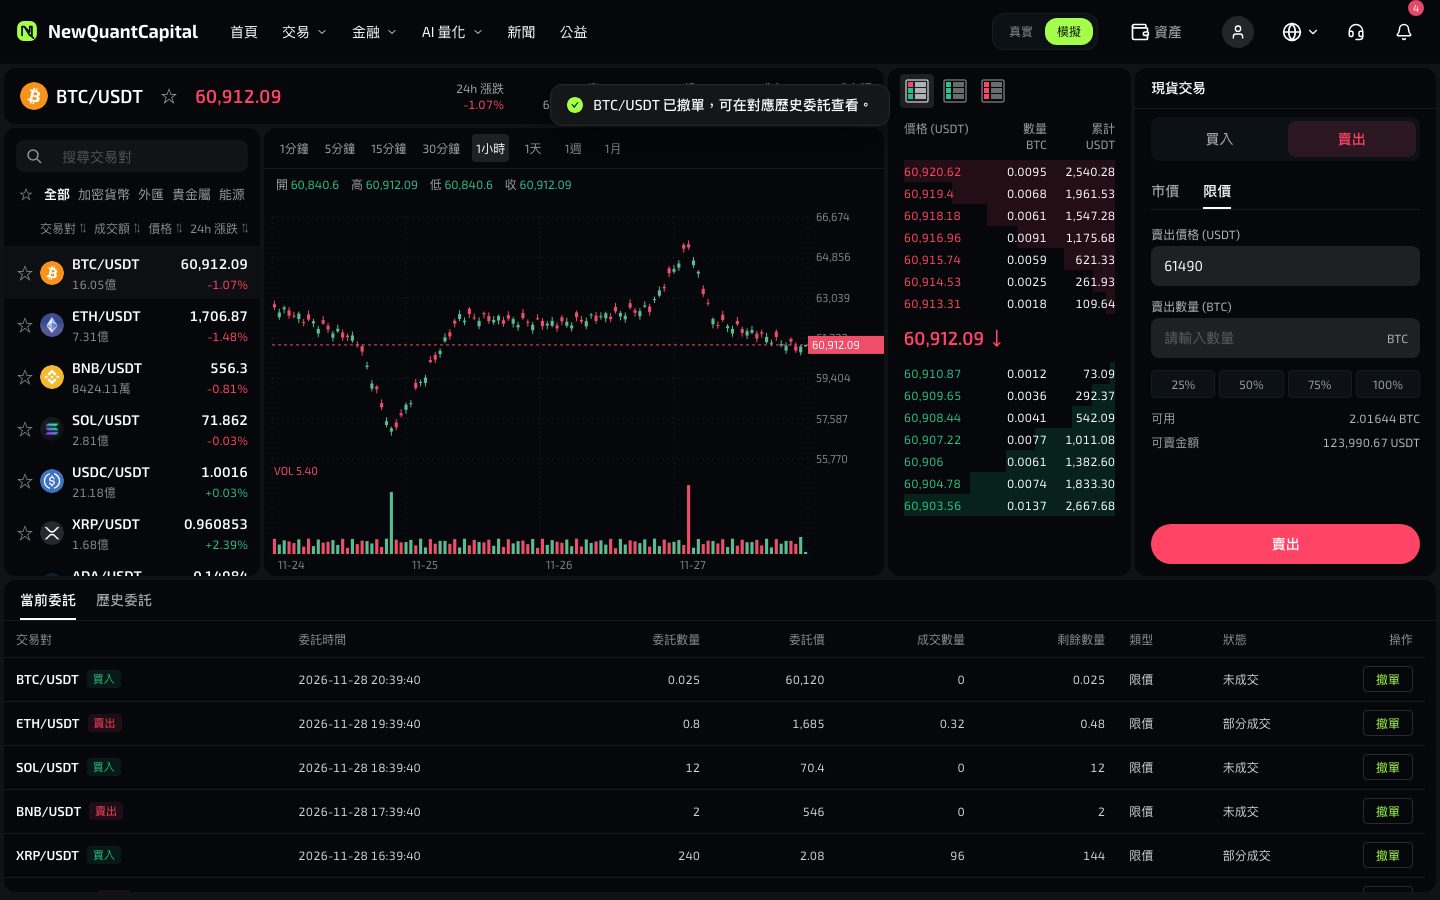 NewQuantCapital 首頁 交易 金融 AI 量化 新聞 公益 真實 模擬 資產 4
BTC/USDT 60,912.09
24h 漲跌
-1.07%
BTC/USDT 已撤單，可在對應歷史委託查看。
搜尋交易對
全部 加密貨幣 外匯 貴金屬 能源
交易對 成交額 價格 24h 漲跌
BTC/USDT 60,912.09
16.05億 -1.07%
ETH/USDT 1,706.87
7.31億 -1.48%
BNB/USDT 556.3
8424.11萬 -0.81%
SOL/USDT 71.862
2.81億 -0.03%
USDC/USDT 1.0016
21.18億 +0.03%
XRP/USDT 0.960853
1.68億 +2.39%
1分鐘 5分鐘 15分鐘 30分鐘 1小時 1天 1週 1月
開 60,840.6 高 60,912.09 低 60,840.6 收 60,912.09
66,674
64,856
63,039
60,912.09
59,404
57,587
55,770
VOL 5.40
11-24 11-25 11-26 11-27
價格 (USDT) 數量 累計
BTC USDT
60,920.62 0.0095 2,540.28
60,919.4 0.0068 1,961.53
60,918.18 0.0061 1,547.28
60,916.96 0.0091 1,175.68
60,915.74 0.0059 621.33
60,914.53 0.0025 261.93
60,913.31 0.0018 109.64
60,912.09 ↓
60,910.87 0.0012 73.09
60,909.65 0.0036 292.37
60,908.44 0.0041 542.09
60,907.22 0.0077 1,011.08
60,906 0.0061 1,382.60
60,904.78 0.0074 1,833.30
60,903.56 0.0137 2,667.68
現貨交易
買入 賣出
市價 限價
賣出價格 (USDT)
61490
賣出數量 (BTC)
請輸入數量 BTC
25% 50% 75% 100%
可用 2.01644 BTC
可賣金額 123,990.67 USDT
賣出
當前委託 歷史委託
交易對 委託時間 委託數量 委託價 成交數量 剩餘數量 類型 狀態 操作
BTC/USDT 買入 2026-11-28 20:39:40 0.025 60,120 0 0.025 限價 未成交 撤單
ETH/USDT 賣出 2026-11-28 19:39:40 0.8 1,685 0.32 0.48 限價 部分成交 撤單
SOL/USDT 買入 2026-11-28 18:39:40 12 70.4 0 12 限價 未成交 撤單
BNB/USDT 賣出 2026-11-28 17:39:40 2 546 0 2 限價 未成交 撤單
XRP/USDT 買入 2026-11-28 16:39:40 240 2.08 96 144 限價 部分成交 撤單